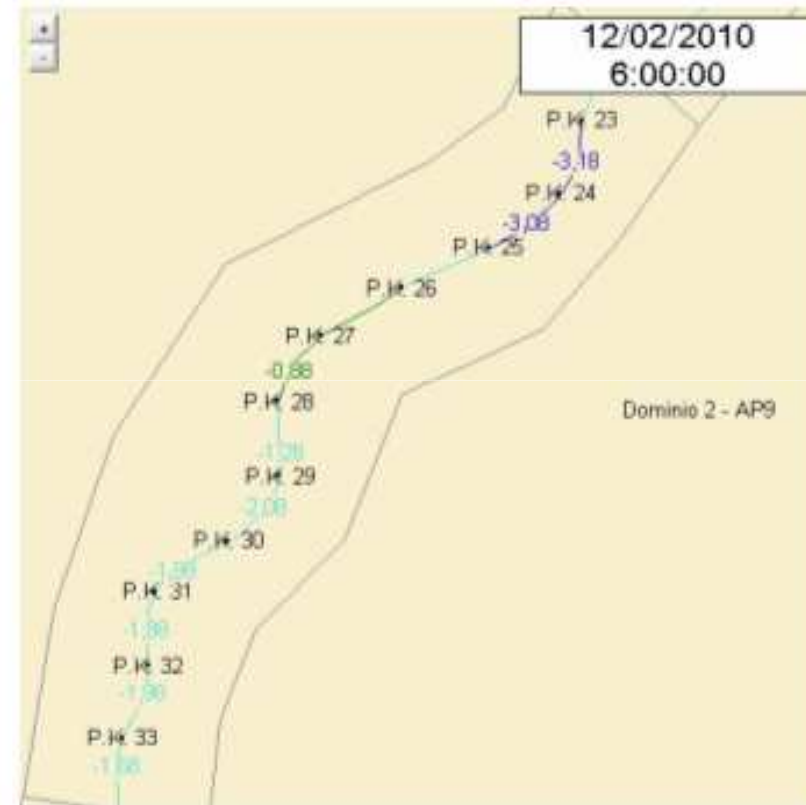 +
12/02/2010
6:00:00
-
P.K. 23
-3,18
P.K. 24
-3,08
P.K. 25
P.K. 26
P.K. 27
-0,88
P.K. 28
Dominio 2 - AP9
-1,28
P.K. 29
-2,08
P.K. 30
P.K. 31
P.K. 32
P.K. 33